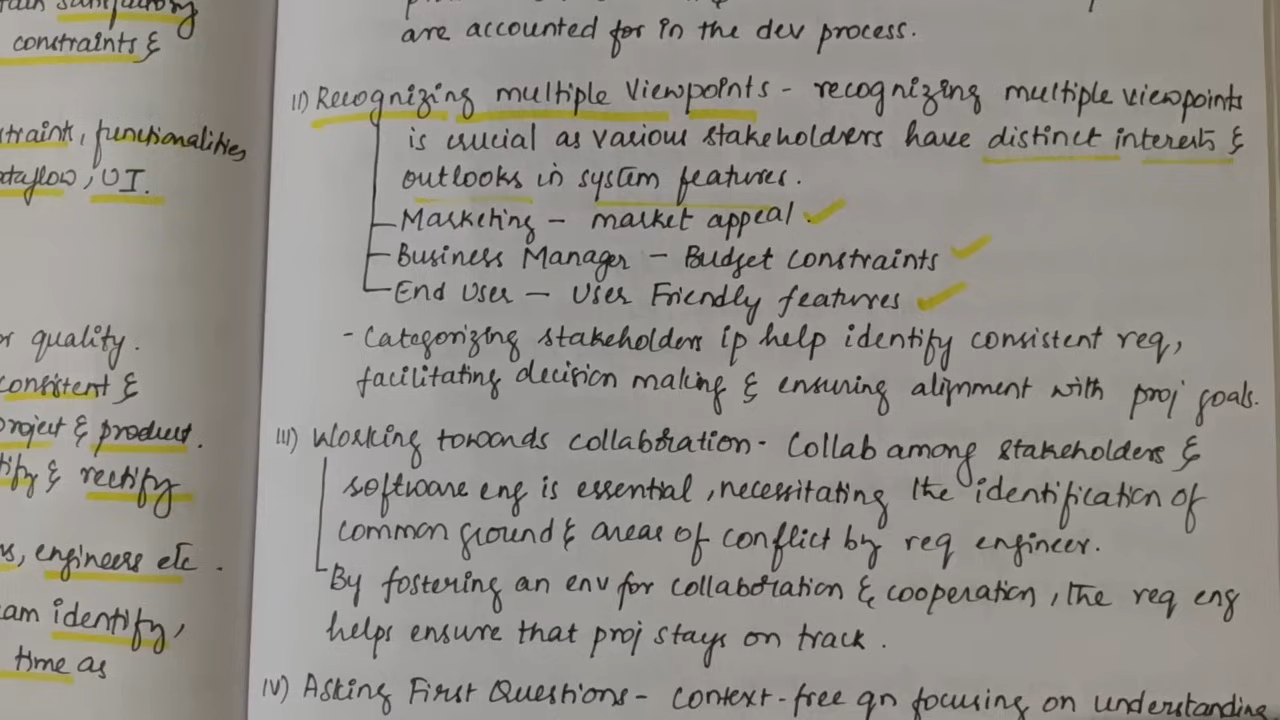 constraints &
traint, functionalities
ataflow, UI.
or quality.
consistent &
project & product.
tify & rectify
rs, engineers etc.
am identify,
time as
are accounted for in the dev process.
II) Recognizing multiple viewpoints - recognizing multiple viewpoints
is crucial as various stakeholders have distinct interests &
outlooks in system features.
Marketing - market appeal.
Business Manager - Budget constraints
End User - User Friendly features
- Categorizing stakeholders ip help identify consistent req,
facilitating decision making & ensuring alignment with proj goals.
III) Working towards collaboration - Collab among stakeholders &
software eng is essential, necessitating the identification of
common ground & areas of conflict by req engineer.
By fostering an env for collaboration & cooperation, the req eng
helps ensure that proj stays on track.
IV) Asking First Questions - context-free qn focusing on understanding